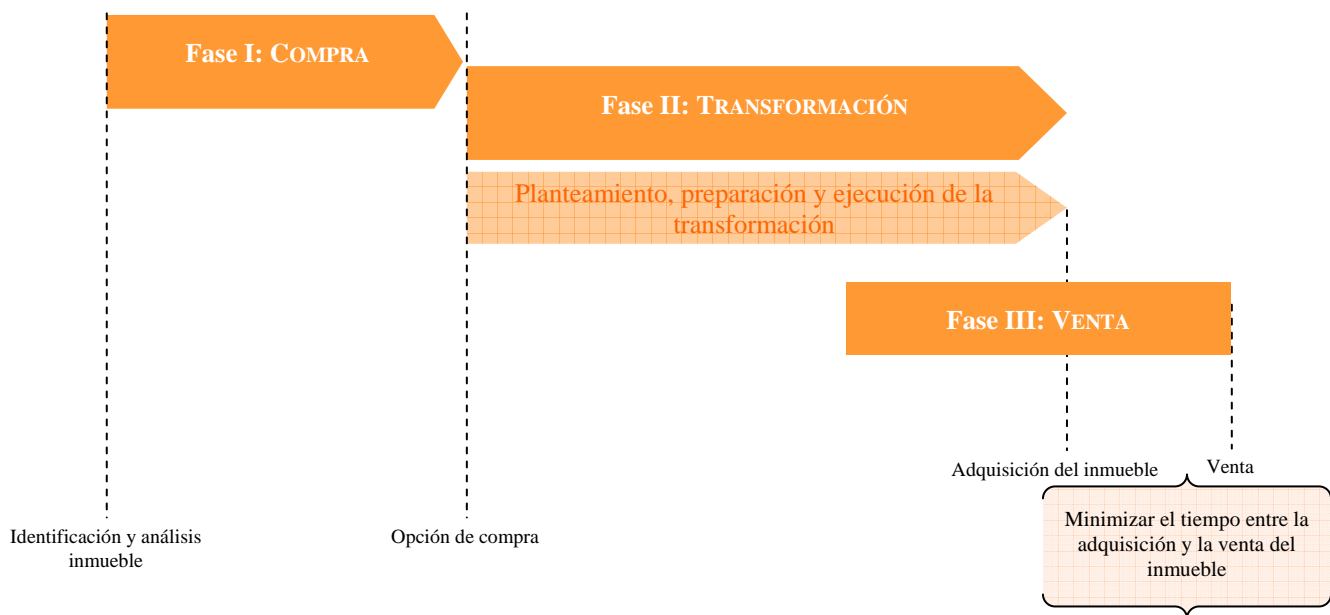 Fase I: COMPRA
Fase II: TRANSFORMACIÓN
Planteamiento, preparación y ejecución de la
transformación
Fase III: VENTA
Adquisición del inmueble
Venta
Identificación y análisis
inmueble
Opción de compra
Minimizar el tiempo entre la
adquisición y la venta del
inmueble